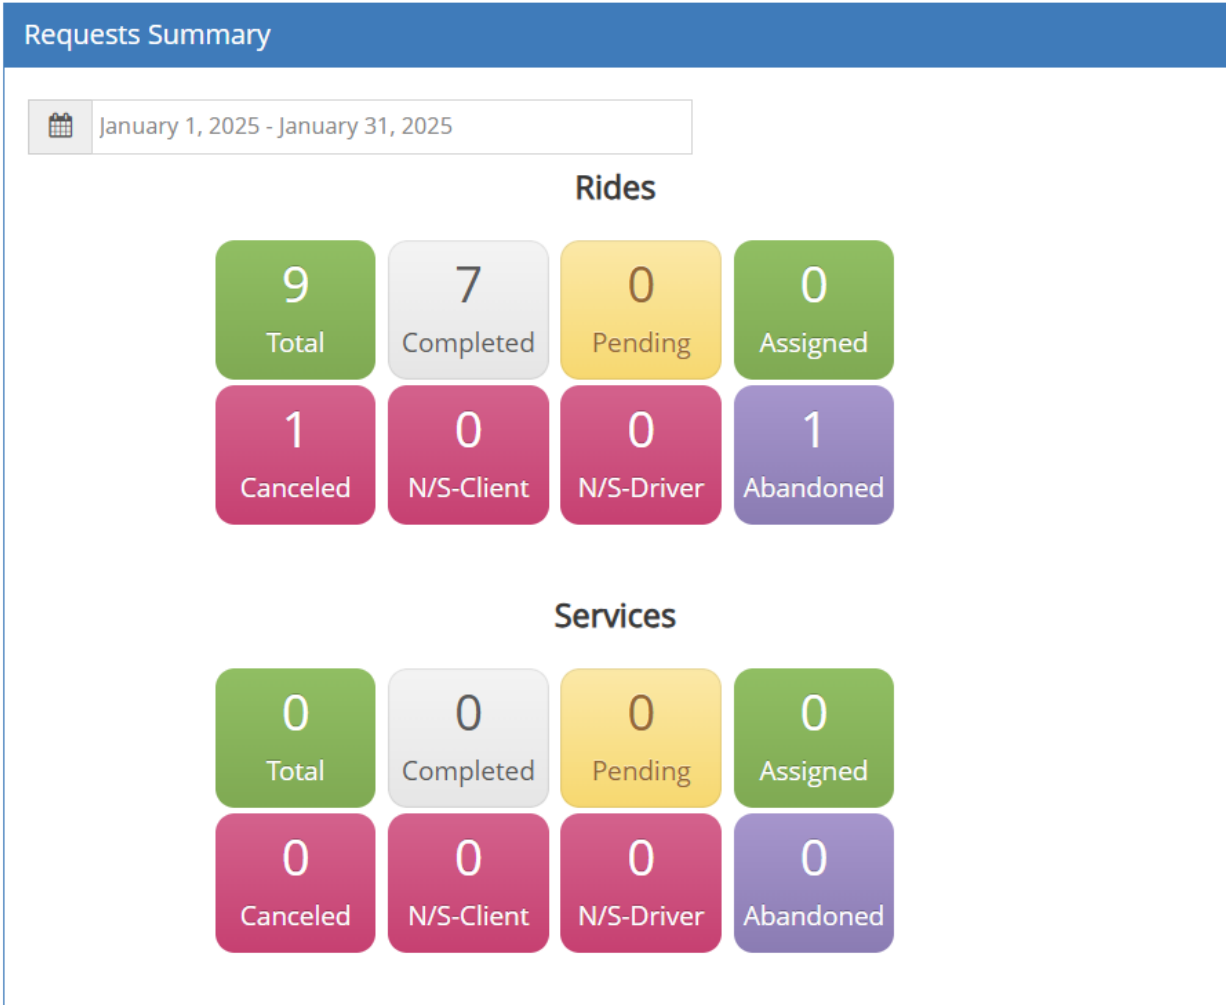 Requests Summary
January 1, 2025 - January 31, 2025
Rides
9 7 0 0
Total Completed Pending Assigned
1 0 0 1
Canceled N/S-Client N/S-Driver Abandoned
Services
0 0 0 0
Total Completed Pending Assigned
0 0 0 0
Canceled N/S-Client N/S-Driver Abandoned